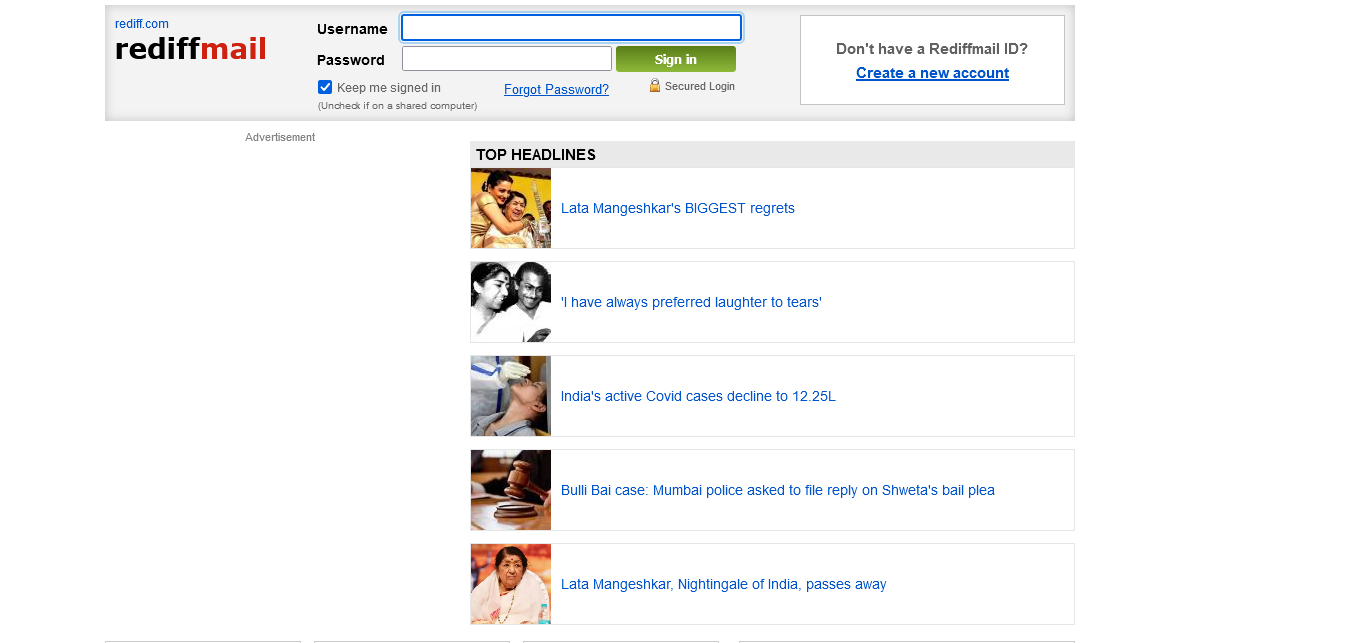 rediff.com
rediffmail
Username
Password
Sign in
Keep me signed in
Forgot Password?
Secured Login
(Uncheck if on a shared computer)
Don't have a Rediffmail ID?
Create a new account
Advertisement
TOP HEADLINES
Lata Mangeshkar's BIGGEST regrets
'I have always preferred laughter to tears'
India's active Covid cases decline to 12.25L
Bulli Bai case: Mumbai police asked to file reply on Shweta's bail plea
Lata Mangeshkar, Nightingale of India, passes away